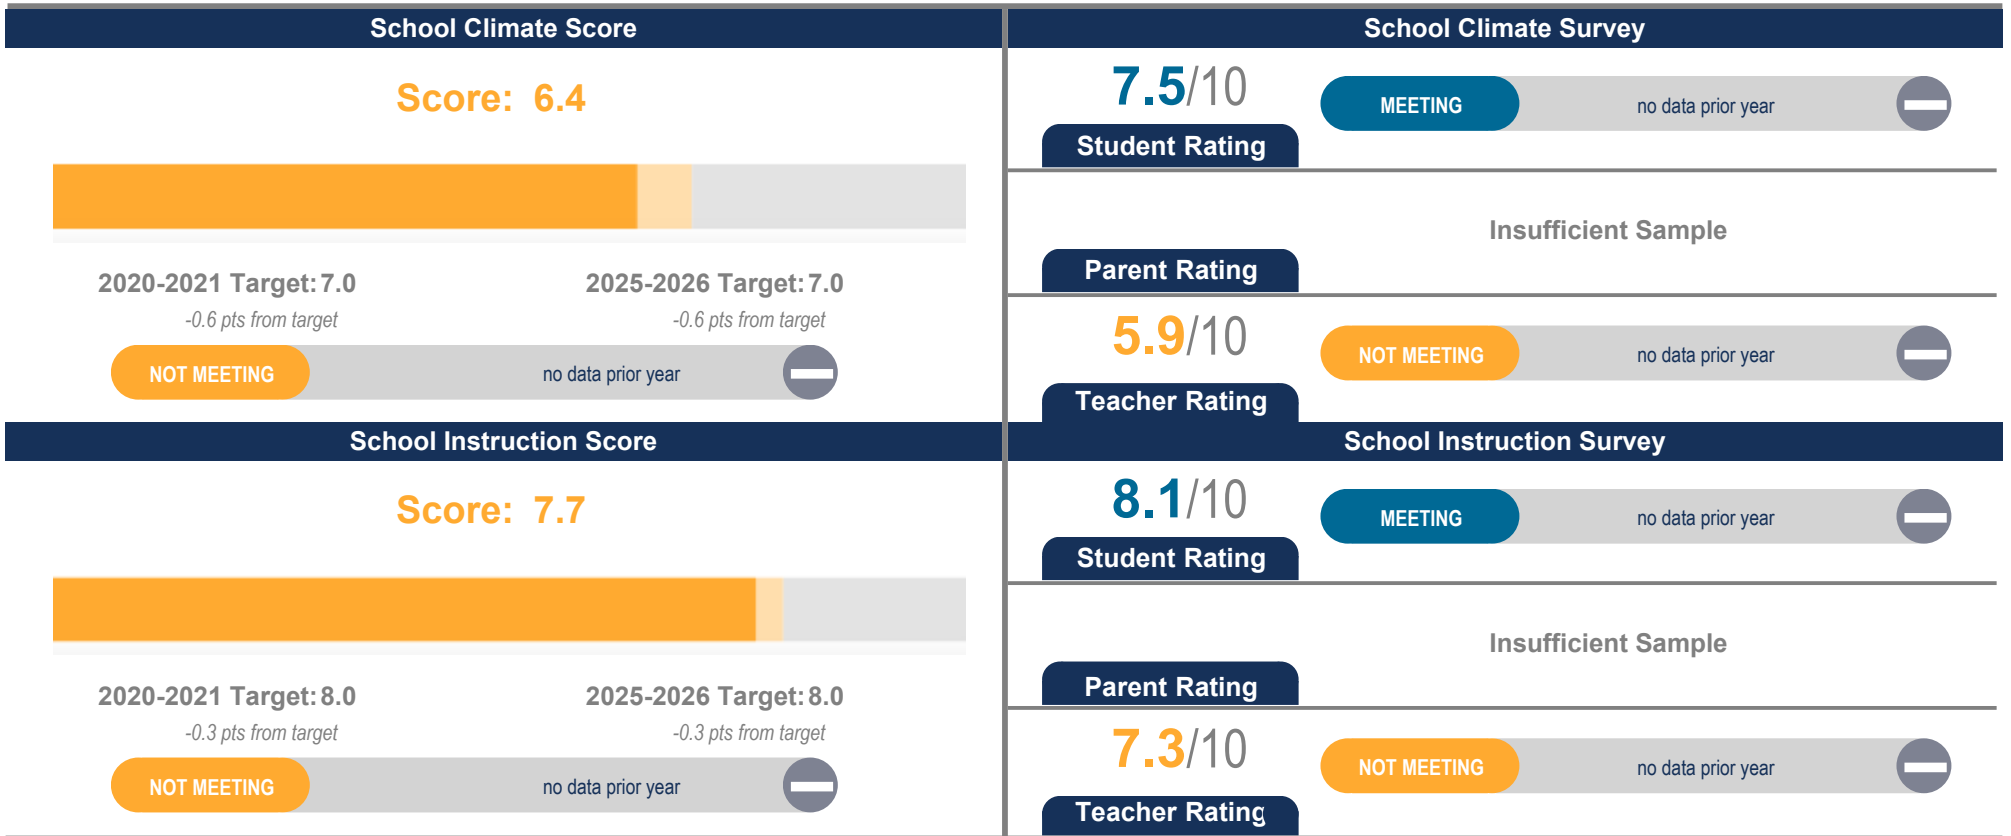 School Climate Score
Score: 6.4
2020-2021 Target: 7.0
2025-2026 Target: 7.0
-0.6 pts from target
-0.6 pts from target
NOT MEETING
no data prior year
School Climate Survey
7.5/10
MEETING
no data prior year
Student Rating
Insufficient Sample
Parent Rating
5.9/10
NOT MEETING
no data prior year
Teacher Rating
School Instruction Score
Score: 7.7
2020-2021 Target: 8.0
2025-2026 Target: 8.0
-0.3 pts from target
-0.3 pts from target
NOT MEETING
no data prior year
School Instruction Survey
8.1/10
MEETING
no data prior year
Student Rating
Insufficient Sample
Parent Rating
7.3/10
NOT MEETING
no data prior year
Teacher Rating